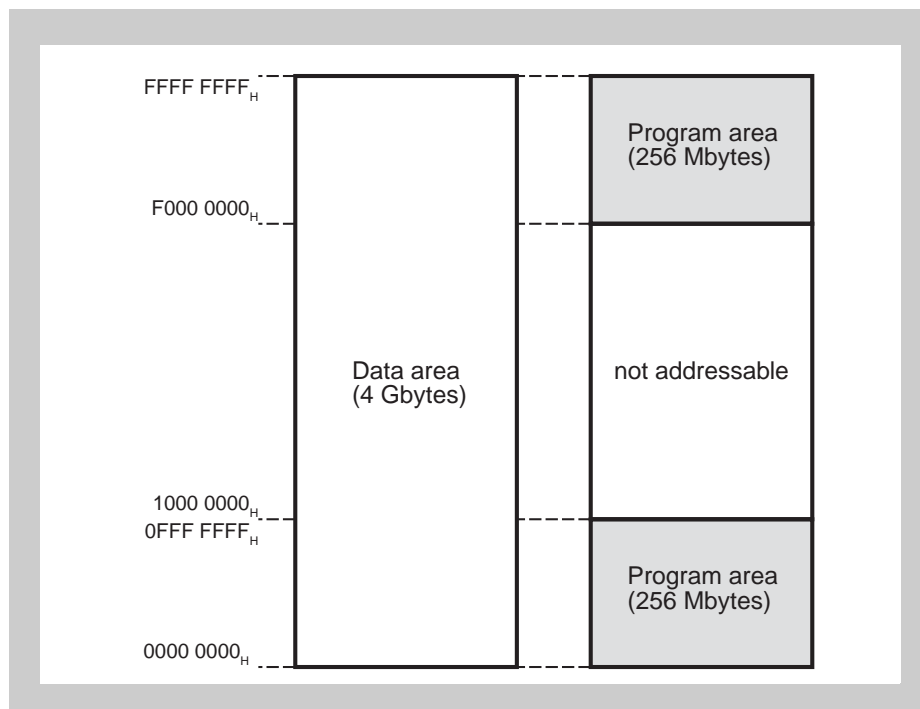 FFFF FFFFH
Program area
(256 Mbytes)
F000 0000H
Data area
(4 Gbytes)
not addressable
1000 0000H
0FFF FFFFH
Program area
(256 Mbytes)
0000 0000H